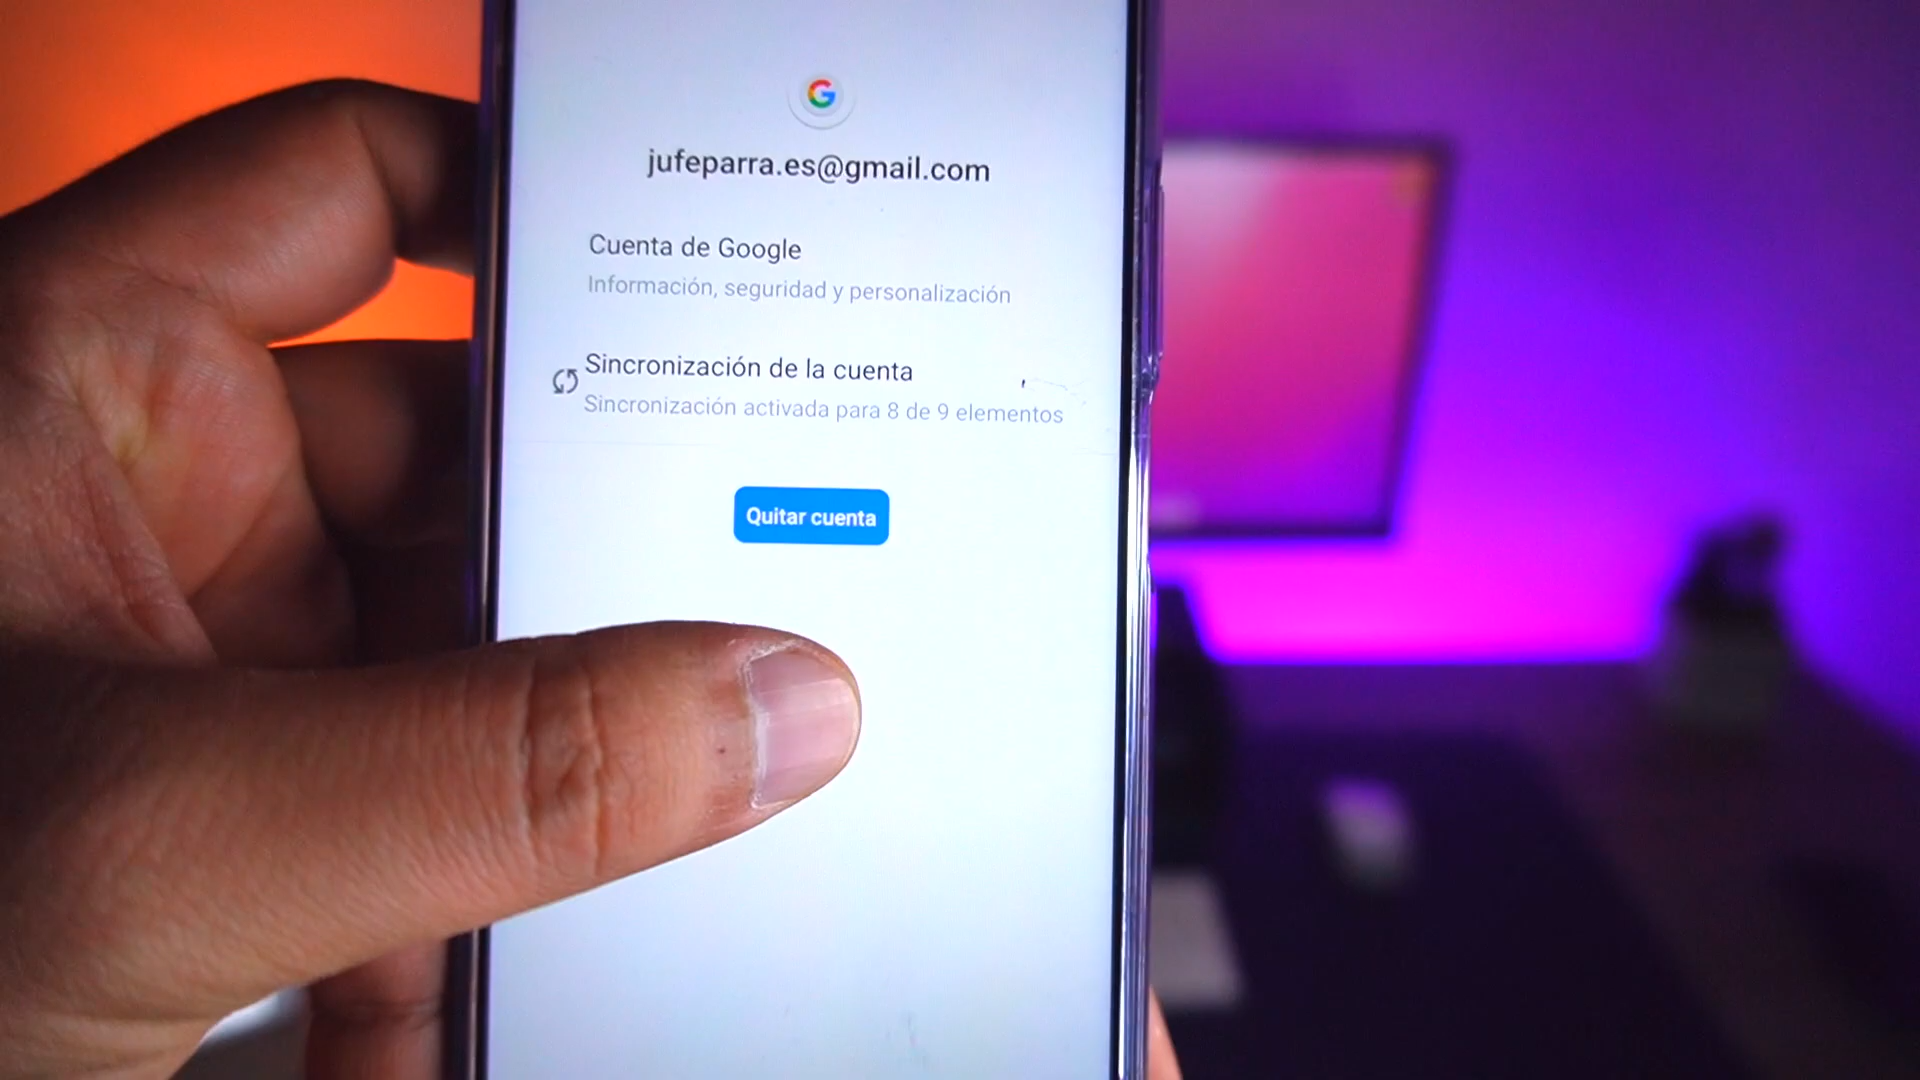 jufeparra.es@gmail.com
Cuenta de Google
Información, seguridad y personalización
Sincronización de la cuenta
Sincronización activada para 8 de 9 elementos
Quitar cuenta